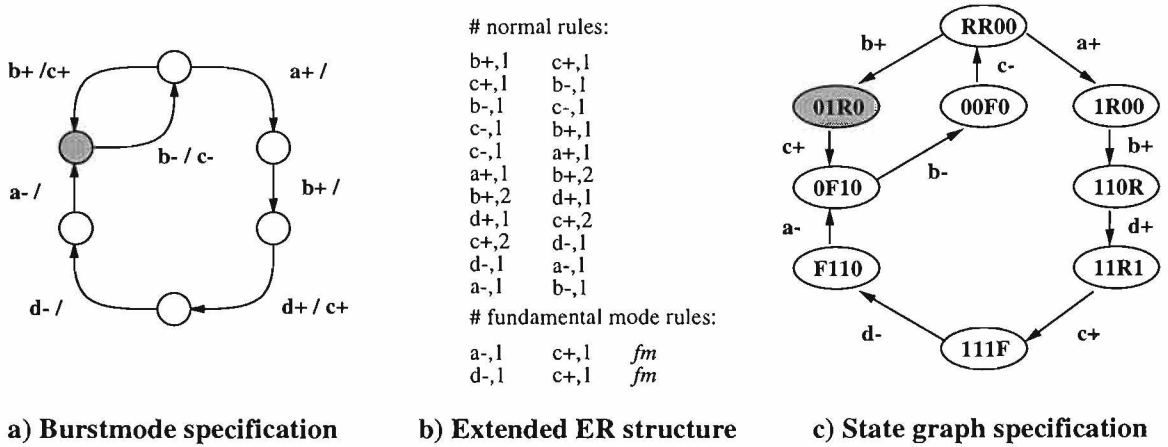 b+ /c+
a+ /
b- / c-
b+ /
a- /
d- /
d+ / c+
a) Burstmode specification
# normal rules:
b+,1 c+,1
c+,1 b-,1
b-,1 c-,1
c-,1 b+,1
c-,1 a+,1
a+,1 b+,2
b+,2 d+,1
d+,1 c+,2
c+,2 d-,1
d-,1 a-,1
a-,1 b-,1
# fundamental mode rules:
a-,1 c+,1 fm
d-,1 c+,1 fm
b) Extended ER structure
RR00
b+
a+
c-
01R0
00F0
1R00
c+
b+
b-
0F10
110R
a-
d+
F110
11R1
d-
c+
111F
c) State graph specification